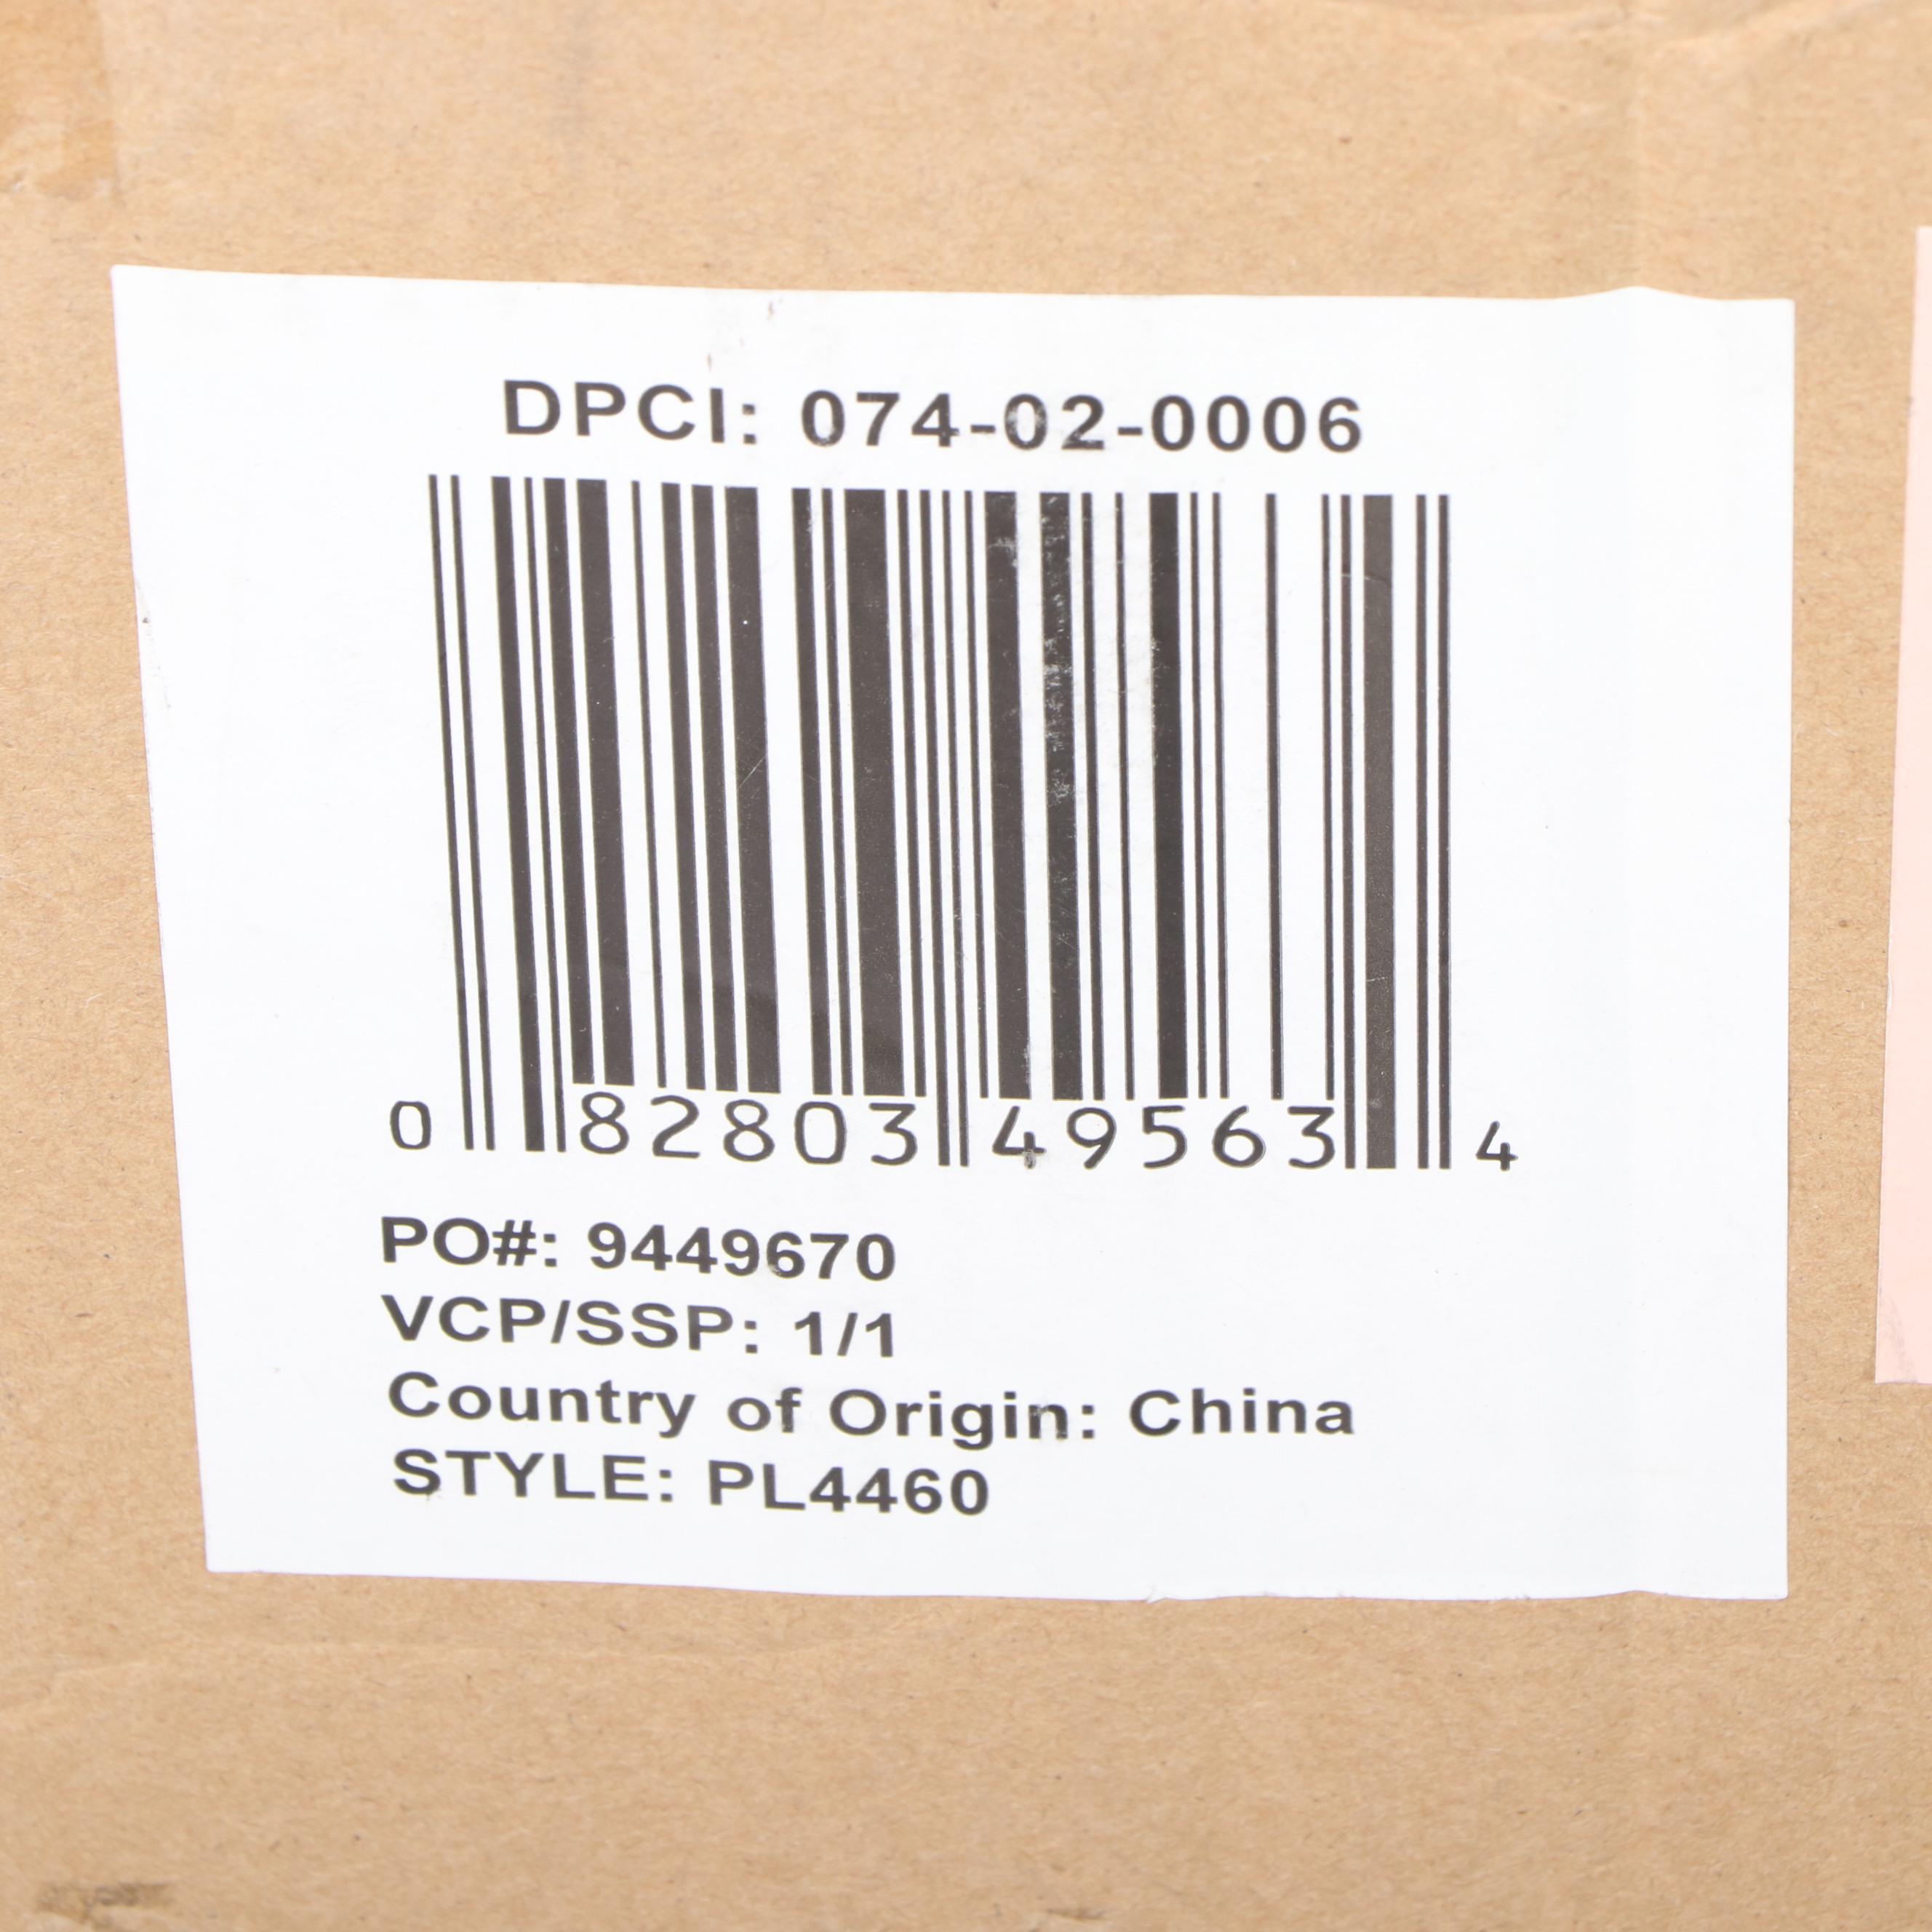 DPCI: 074-02-0006
0 82803 49563 4
PO#: 9449670
VCP/SSP: 1/1
Country of Origin: China
STYLE: PL4460